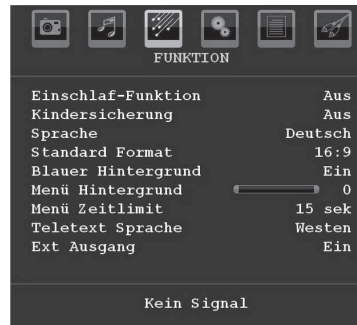 FUNKTION
Einschlaf-Funktion Aus
Kindersicherung Aus
Sprache Deutsch
Standard Format 16:9
Blauer Hintergrund Ein
Menü Hintergrund 0
Menü Zeitlimit 15 sek
Teletext Sprache Westen
Ext Ausgang Ein
Kein Signal